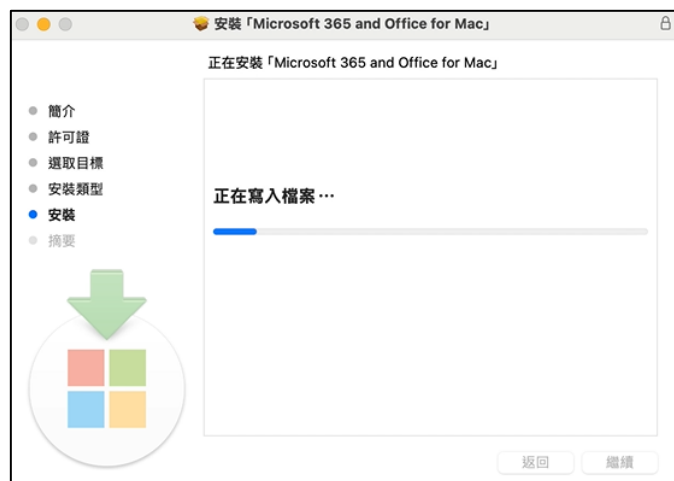 安裝「Microsoft 365 and Office for Mac」
正在安裝「Microsoft 365 and Office for Mac」
簡介
許可證
選取目標
安裝類型
安裝
摘要
正在寫入檔案⋯
返回
繼續